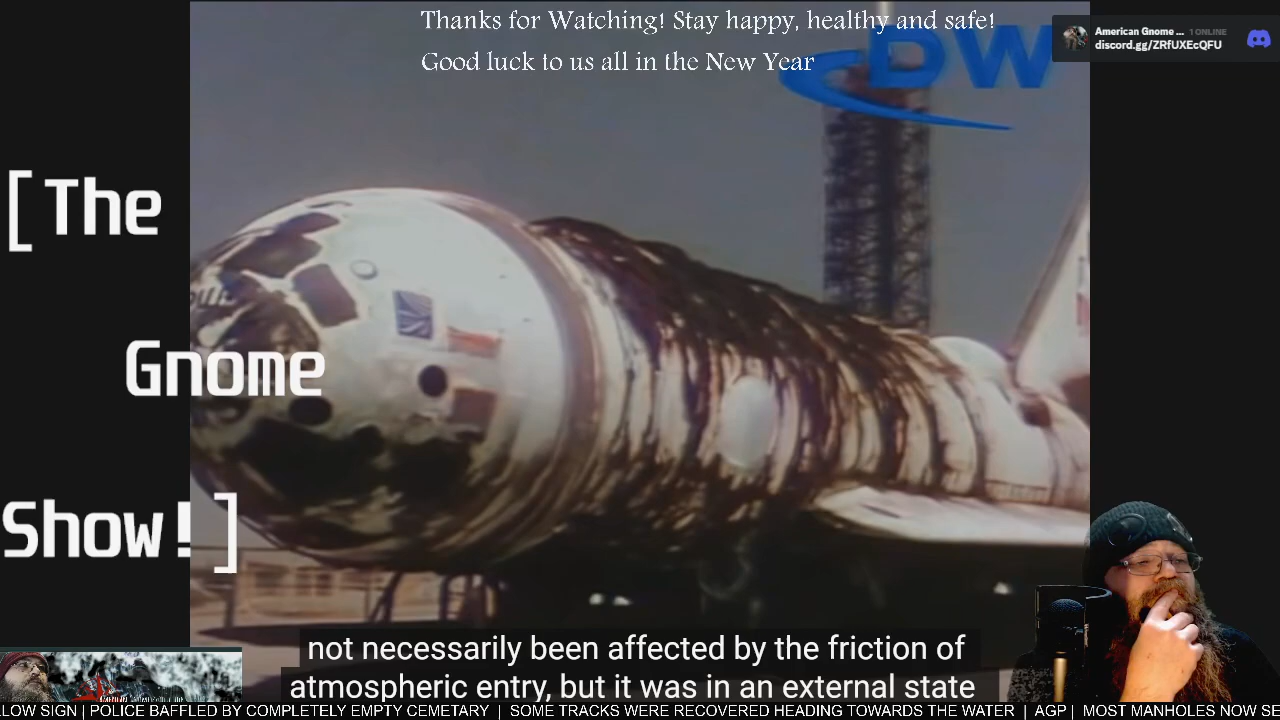 Thanks for Watching! Stay happy, healthy and safe!
Good luck to us all in the New Year
DW
American Gnome ... 1 ONLINE
discord.gg/ZRfUXEcQFU
[The
Gnome
Show!]
not necessarily been affected by the friction of
atmospheric entry, but it was in an external state
LOW SIGN | POLICE BAFFLED BY COMPLETELY EMPTY CEMETARY | SOME TRACKS WERE RECOVERED HEADING TOWARDS THE WATER | AGP | MOST MANHOLES NOW SE